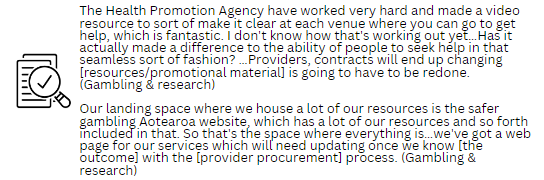 The Health Promotion Agency have worked very hard and made a video
resource to sort of make it clear at each venue where you can go to get
help, which is fantastic. I don't know how that's working out yet...Has it
actually made a difference to the ability of people to seek help in that
seamless sort of fashion? ...Providers, contracts will end up changing
[resources/promotional material] is going to have to be redone.
(Gambling & research)
Our landing space where we house a lot of our resources is the safer
gambling Aotearoa website, which has a lot of our resources and so forth
included in that. So that's the space where everything is...we've got a web
page for our services which will need updating once we know [the
outcome] with the [provider procurement] process. (Gambling &
research)